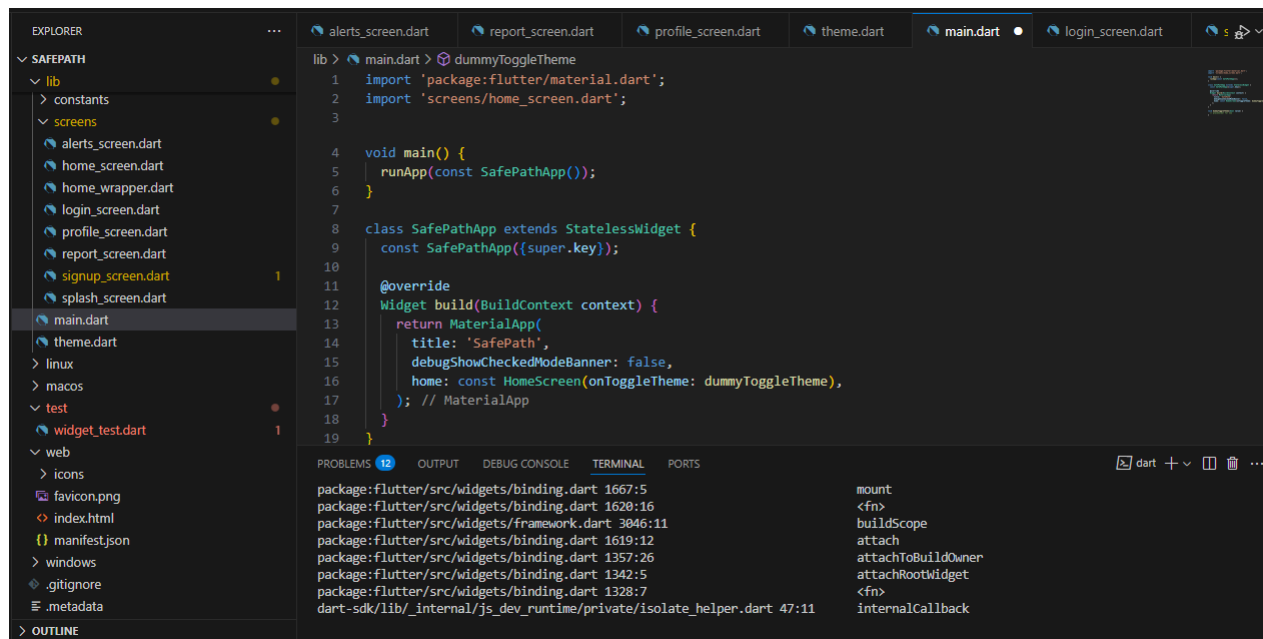 EXPLORER
SAFEPATH
lib
constants
screens
alerts_screen.dart
home_screen.dart
home_wrapper.dart
login_screen.dart
profile_screen.dart
report_screen.dart
signup_screen.dart 1
splash_screen.dart
main.dart
theme.dart
linux
macos
test
widget_test.dart 1
web
icons
favicon.png
index.html
{} manifest.json
windows
.gitignore
.metadata
OUTLINE
alerts_screen.dart report_screen.dart profile_screen.dart theme.dart main.dart login_screen.dart s
lib > main.dart > dummyToggleTheme
1 import 'package:flutter/material.dart';
2 import 'screens/home_screen.dart';
3
4 void main() {
5 runApp(const SafePathApp());
6 }
7
8 class SafePathApp extends StatelessWidget {
9 const SafePathApp({super.key});
10
11 @override
12 Widget build(BuildContext context) {
13 return MaterialApp(
14 title: 'SafePath',
15 debugShowCheckedModeBanner: false,
16 home: const HomeScreen(onToggleTheme: dummyToggleTheme),
17 ); // MaterialApp
18 }
19 }
PROBLEMS 12 OUTPUT DEBUG CONSOLE TERMINAL PORTS dart
package:flutter/src/widgets/binding.dart 1667:5 mount
package:flutter/src/widgets/binding.dart 1620:16 <fn>
package:flutter/src/widgets/framework.dart 3046:11 buildScope
package:flutter/src/widgets/binding.dart 1619:12 attach
package:flutter/src/widgets/binding.dart 1357:26 attachToBuildOwner
package:flutter/src/widgets/binding.dart 1342:5 attachRootWidget
package:flutter/src/widgets/binding.dart 1328:7 <fn>
dart-sdk/lib/_internal/js_dev_runtime/private/isolate_helper.dart 47:11 internalCallback